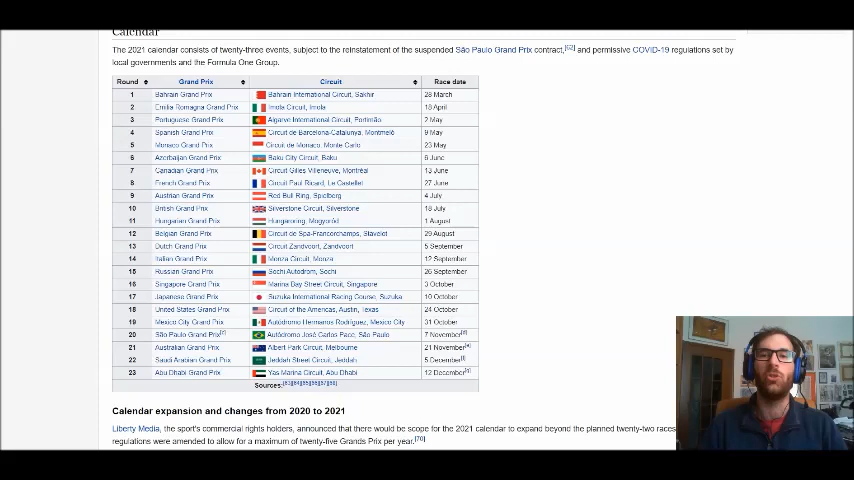 Calendar
The 2021 calendar consists of twenty-three events, subject to the reinstatement of the suspended São Paulo Grand Prix contract,[62] and permissive COVID-19 regulations set by
local governments and the Formula One Group.
Round Grand Prix Circuit Race date
1 Bahrain Grand Prix Bahrain International Circuit, Sakhir 28 March
2 Emilia Romagna Grand Prix Imola Circuit, Imola 18 April
3 Portuguese Grand Prix Algarve International Circuit, Portimão 2 May
4 Spanish Grand Prix Circuit de Barcelona-Catalunya, Montmeló 9 May
5 Monaco Grand Prix Circuit de Monaco, Monte Carlo 23 May
6 Azerbaijan Grand Prix Baku City Circuit, Baku 6 June
7 Canadian Grand Prix Circuit Gilles Villeneuve, Montréal 13 June
8 French Grand Prix Circuit Paul Ricard, Le Castellet 27 June
9 Austrian Grand Prix Red Bull Ring, Spielberg 4 July
10 British Grand Prix Silverstone Circuit, Silverstone 18 July
11 Hungarian Grand Prix Hungaroring, Mogyoród 1 August
12 Belgian Grand Prix Circuit de Spa-Francorchamps, Stavelot 29 August
13 Dutch Grand Prix Circuit Zandvoort, Zandvoort 5 September
14 Italian Grand Prix Monza Circuit, Monza 12 September
15 Russian Grand Prix Sochi Autodrom, Sochi 26 September
16 Singapore Grand Prix Marina Bay Street Circuit, Singapore 3 October
17 Japanese Grand Prix Suzuka International Racing Course, Suzuka 10 October
18 United States Grand Prix Circuit of the Americas, Austin, Texas 24 October
19 Mexico City Grand Prix Autódromo Hermanos Rodríguez, Mexico City 31 October
20 São Paulo Grand Prix[c] Autódromo José Carlos Pace, São Paulo 7 November[d]
21 Australian Grand Prix Albert Park Circuit, Melbourne 21 November[e]
22 Saudi Arabian Grand Prix Jeddah Street Circuit, Jeddah 5 December[f]
23 Abu Dhabi Grand Prix Yas Marina Circuit, Abu Dhabi 12 December[g]
Sources:[63][64][65][66][67][68]
Calendar expansion and changes from 2020 to 2021
Liberty Media, the sport's commercial rights holders, announced that there would be scope for the 2021 calendar to expand beyond the planned twenty-two races
regulations were amended to allow for a maximum of twenty-five Grands Prix per year.[70]